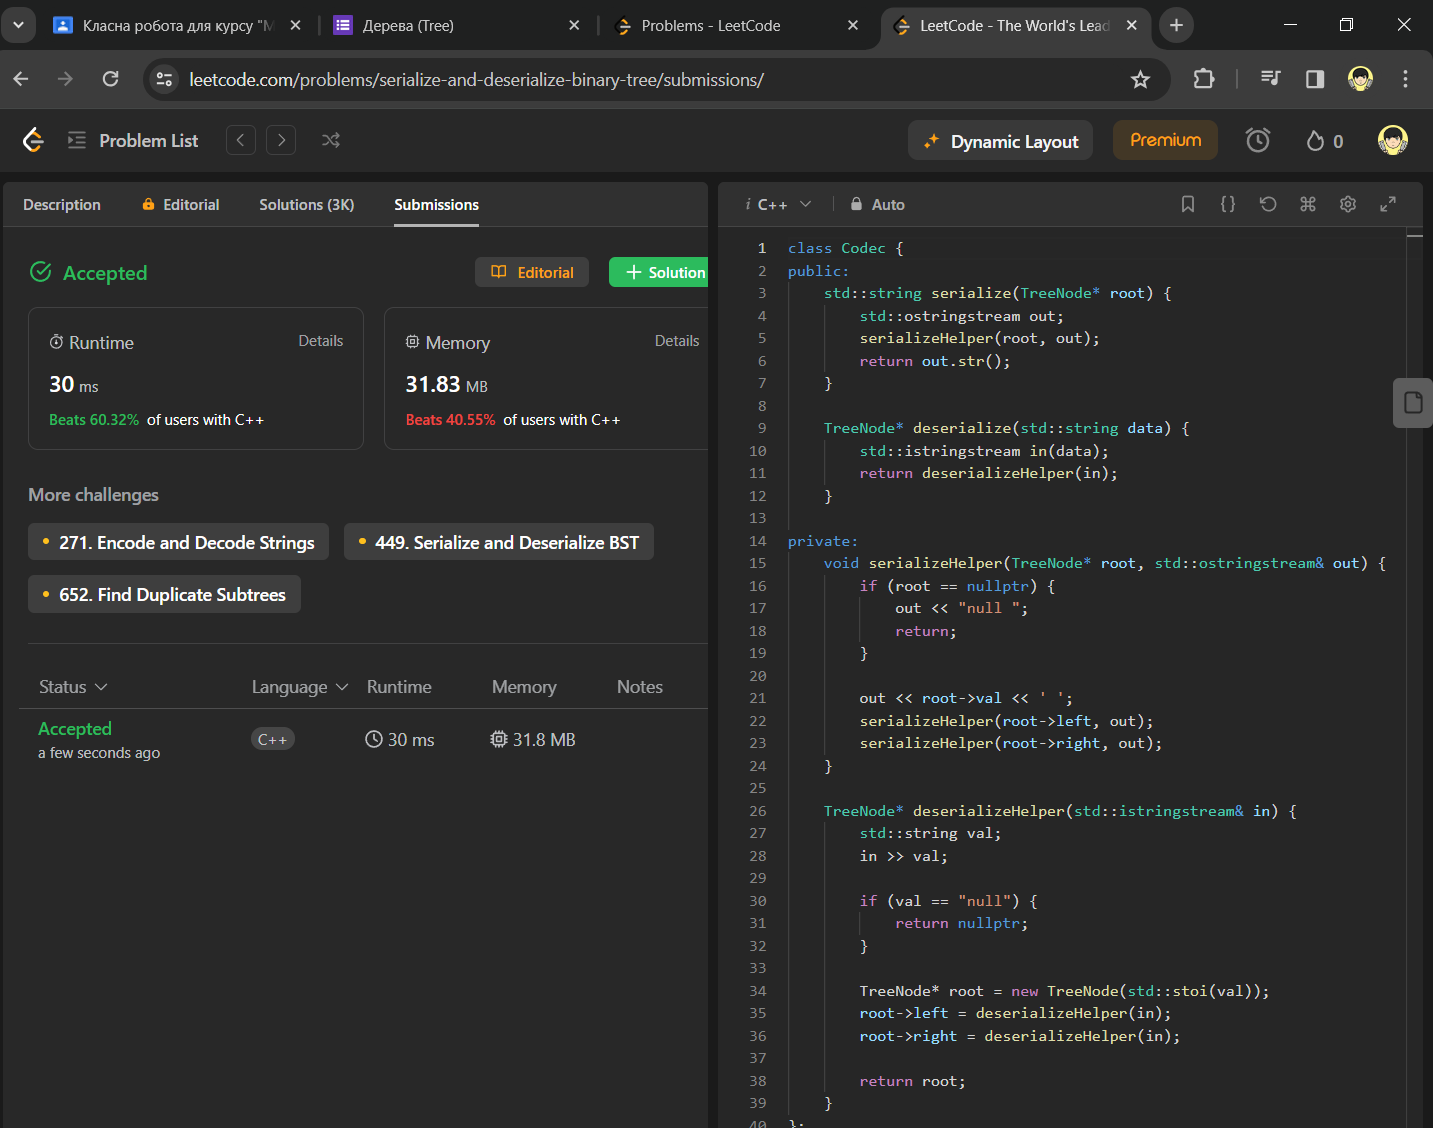 Класна робота для курсу "М
Дерева (Tree)
Problems - LeetCode
LeetCode - The World's Lead
leetcode.com/problems/serialize-and-deserialize-binary-tree/submissions/
Problem List
Dynamic Layout
Premium
0
Description
Editorial
Solutions (3K)
Submissions
Accepted
Editorial
Solution
Runtime
Details
30 ms
Beats 60.32% of users with C++
Memory
Details
31.83 MB
Beats 40.55% of users with C++
More challenges
271. Encode and Decode Strings
449. Serialize and Deserialize BST
652. Find Duplicate Subtrees
Status Language Runtime Memory Notes
Accepted
a few seconds ago
C++ 30 ms 31.8 MB
i C++ Auto
1 class Codec {
2 public:
3 std::string serialize(TreeNode* root) {
4 std::ostringstream out;
5 serializeHelper(root, out);
6 return out.str();
7 }
8
9 TreeNode* deserialize(std::string data) {
10 std::istringstream in(data);
11 return deserializeHelper(in);
12 }
13
14 private:
15 void serializeHelper(TreeNode* root, std::ostringstream& out) {
16 if (root == nullptr) {
17 out << "null ";
18 return;
19 }
20
21 out << root->val << ' ';
22 serializeHelper(root->left, out);
23 serializeHelper(root->right, out);
24 }
25
26 TreeNode* deserializeHelper(std::istringstream& in) {
27 std::string val;
28 in >> val;
29
30 if (val == "null") {
31 return nullptr;
32 }
33
34 TreeNode* root = new TreeNode(std::stoi(val));
35 root->left = deserializeHelper(in);
36 root->right = deserializeHelper(in);
37
38 return root;
39 }
40 };